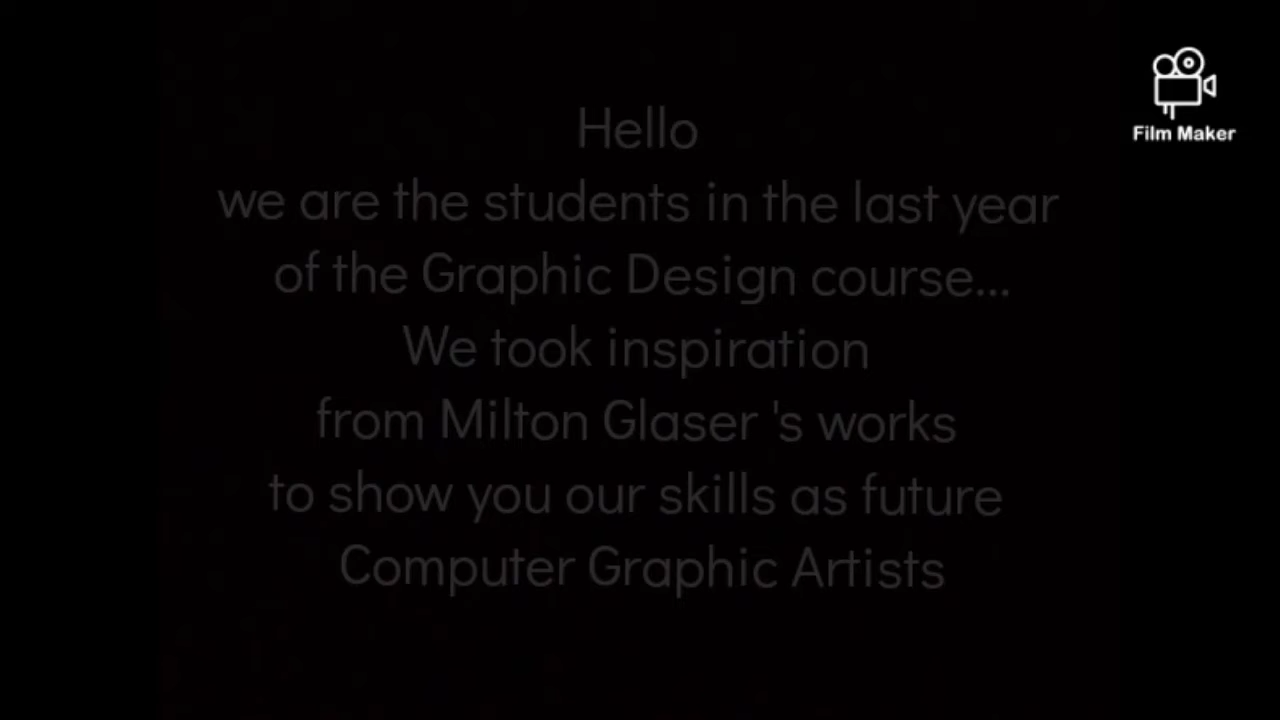 Film Maker
Hello
we are the students in the last year
of the Graphic Design course...
We took inspiration
from Milton Glaser 's works
to show you our skills as future
Computer Graphic Artists